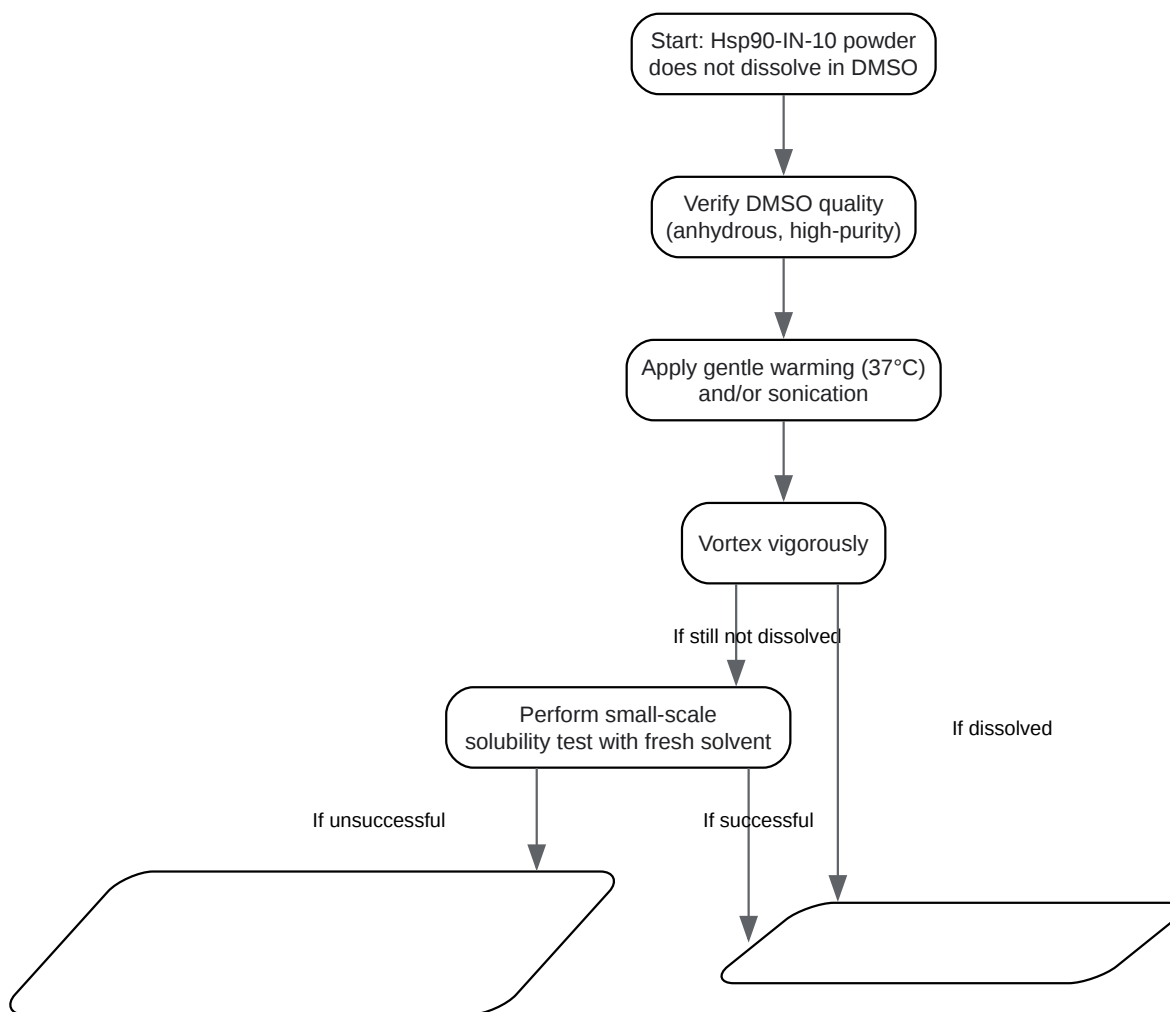 Start: Hsp90-IN-10 powder
does not dissolve in DMSO
Verify DMSO quality
(anhydrous, high-purity)
Apply gentle warming (37°C)
and/or sonication
Vortex vigorously
If still not dissolved
Perform small-scale
solubility test with fresh solvent
If dissolved
If unsuccessful
If successful